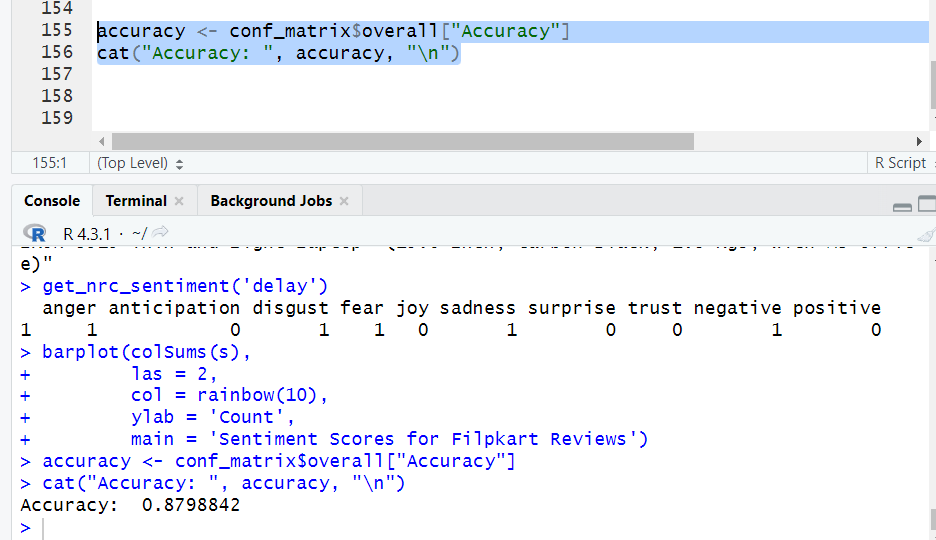 154
155 accuracy <- conf_matrix$overall["Accuracy"]
156 cat("Accuracy: ", accuracy, "\n")
157
158
159
155:1 (Top Level) R Script
Console Terminal Background Jobs
R R 4.3.1 · ~/
e)"
> get_nrc_sentiment('delay')
  anger anticipation disgust fear joy sadness surprise trust negative positive
1     1            0       1    1   0       1        0     0        1        0
> barplot(colSums(s),
+         las = 2,
+         col = rainbow(10),
+         ylab = 'Count',
+         main = 'Sentiment Scores for Filpkart Reviews')
> accuracy <- conf_matrix$overall["Accuracy"]
> cat("Accuracy: ", accuracy, "\n")
Accuracy:  0.8798842
>